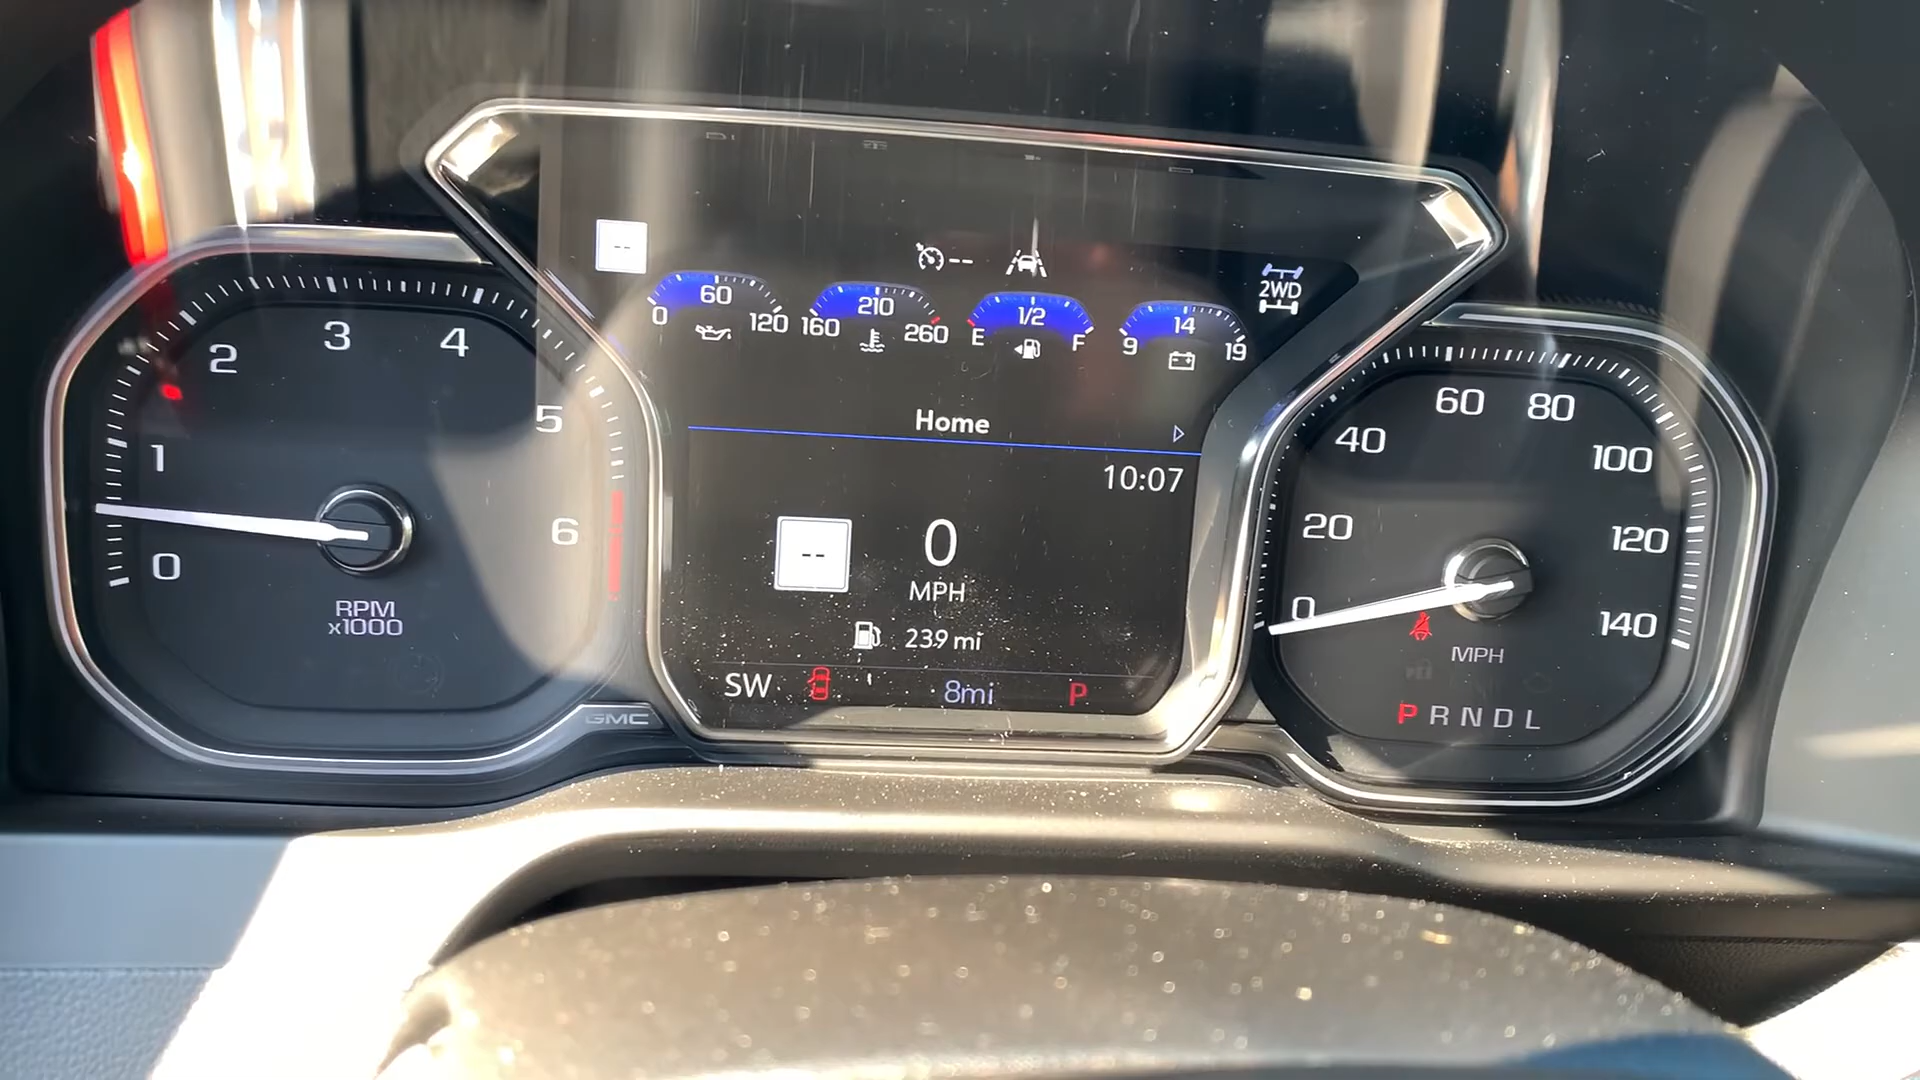 0 1 2 3 4 5 6
RPM
x1000
GMC
--
--
2WD
0 60 120
160 210 260
E 1/2 F
9 14 19
Home
10:07
--
0
MPH
239 mi
SW 8mi P
0 20 40 60 80 100 120 140
MPH
P R N D L